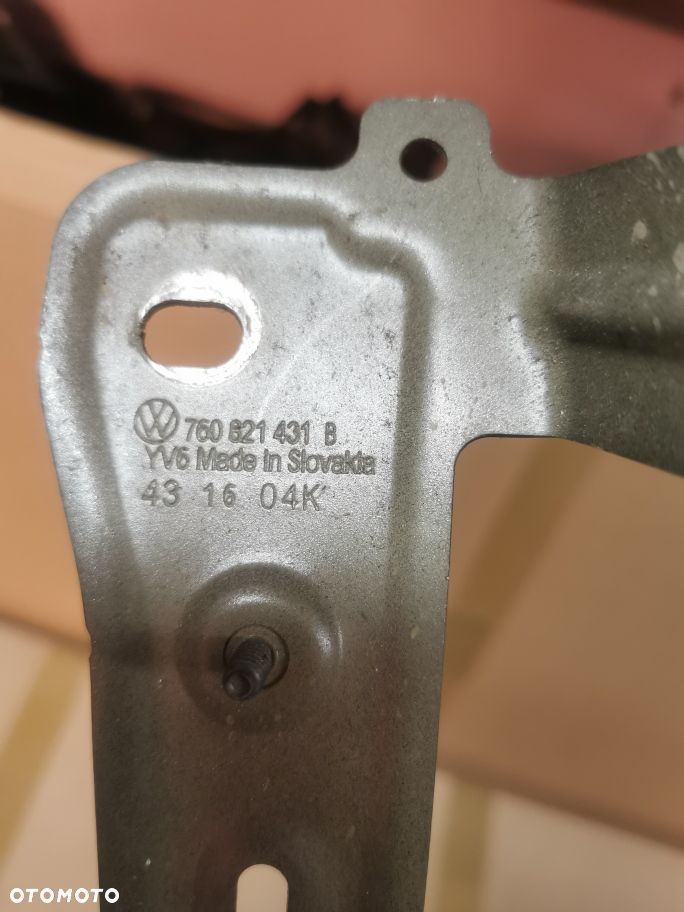 760 821 431 B
YV6 Made in Slovakia
43 16 04K
OTOMOTO